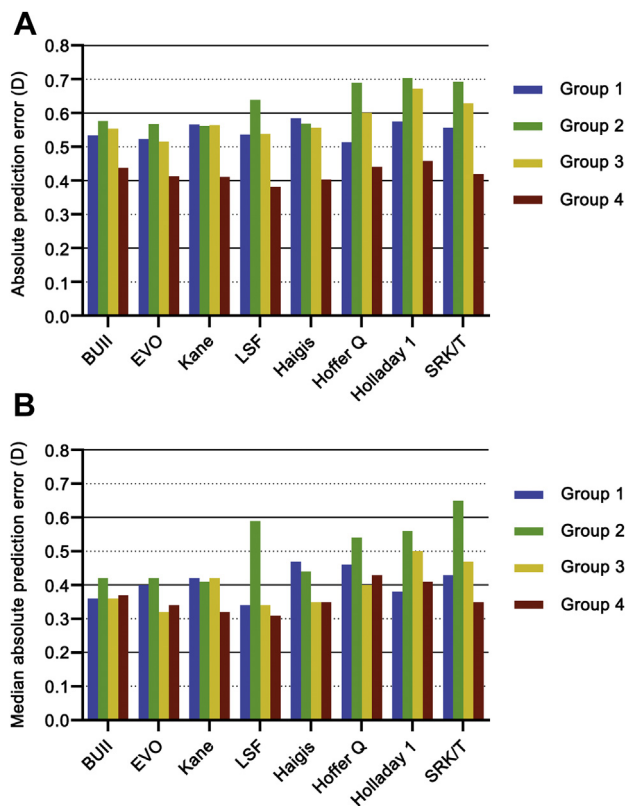 A
Absolute prediction error (D)
0.8
0.7
0.6
0.5
0.4
0.3
0.2
0.1
0.0
BUII
EVO
Kane
LSF
Haigis
Hoffer Q
Holladay 1
SRK/T
Group 1
Group 2
Group 3
Group 4
B
Median absolute prediction error (D)
0.8
0.7
0.6
0.5
0.4
0.3
0.2
0.1
0.0
BUII
EVO
Kane
LSF
Haigis
Hoffer Q
Holladay 1
SRK/T
Group 1
Group 2
Group 3
Group 4